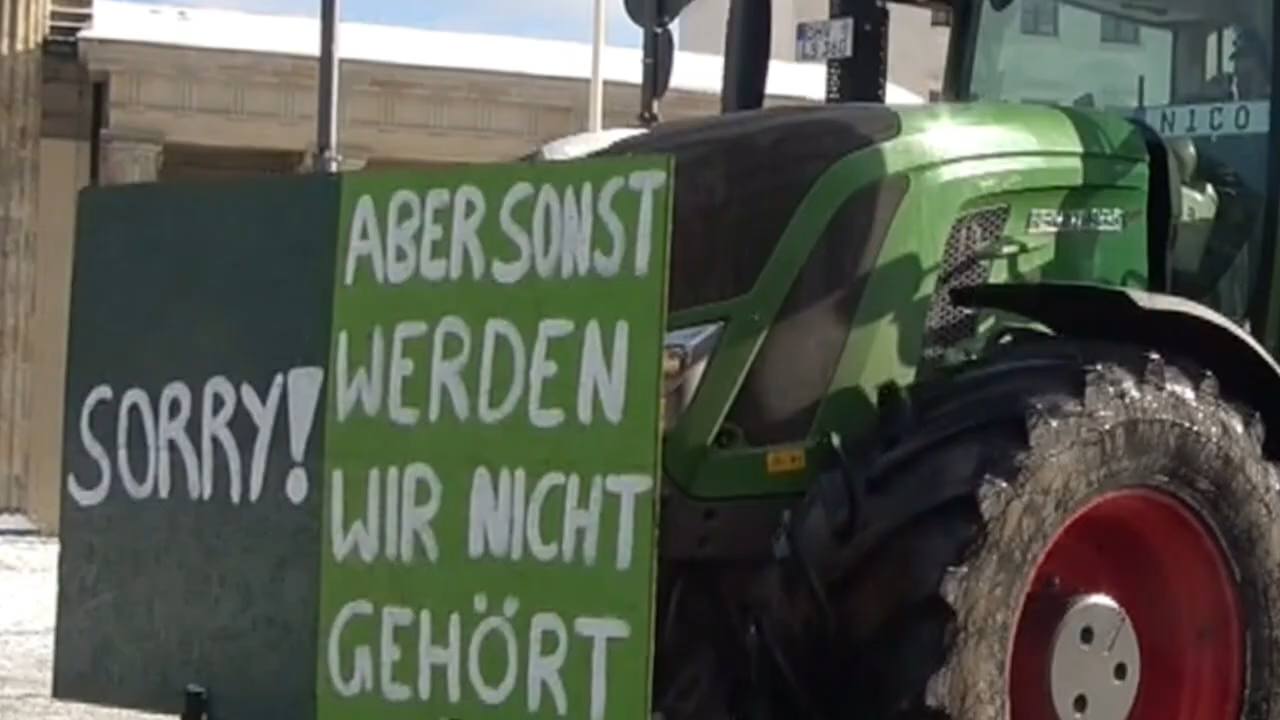 SORRY!
ABER SONST
WERDEN
WIR NICHT
GEHÖRT
NICO